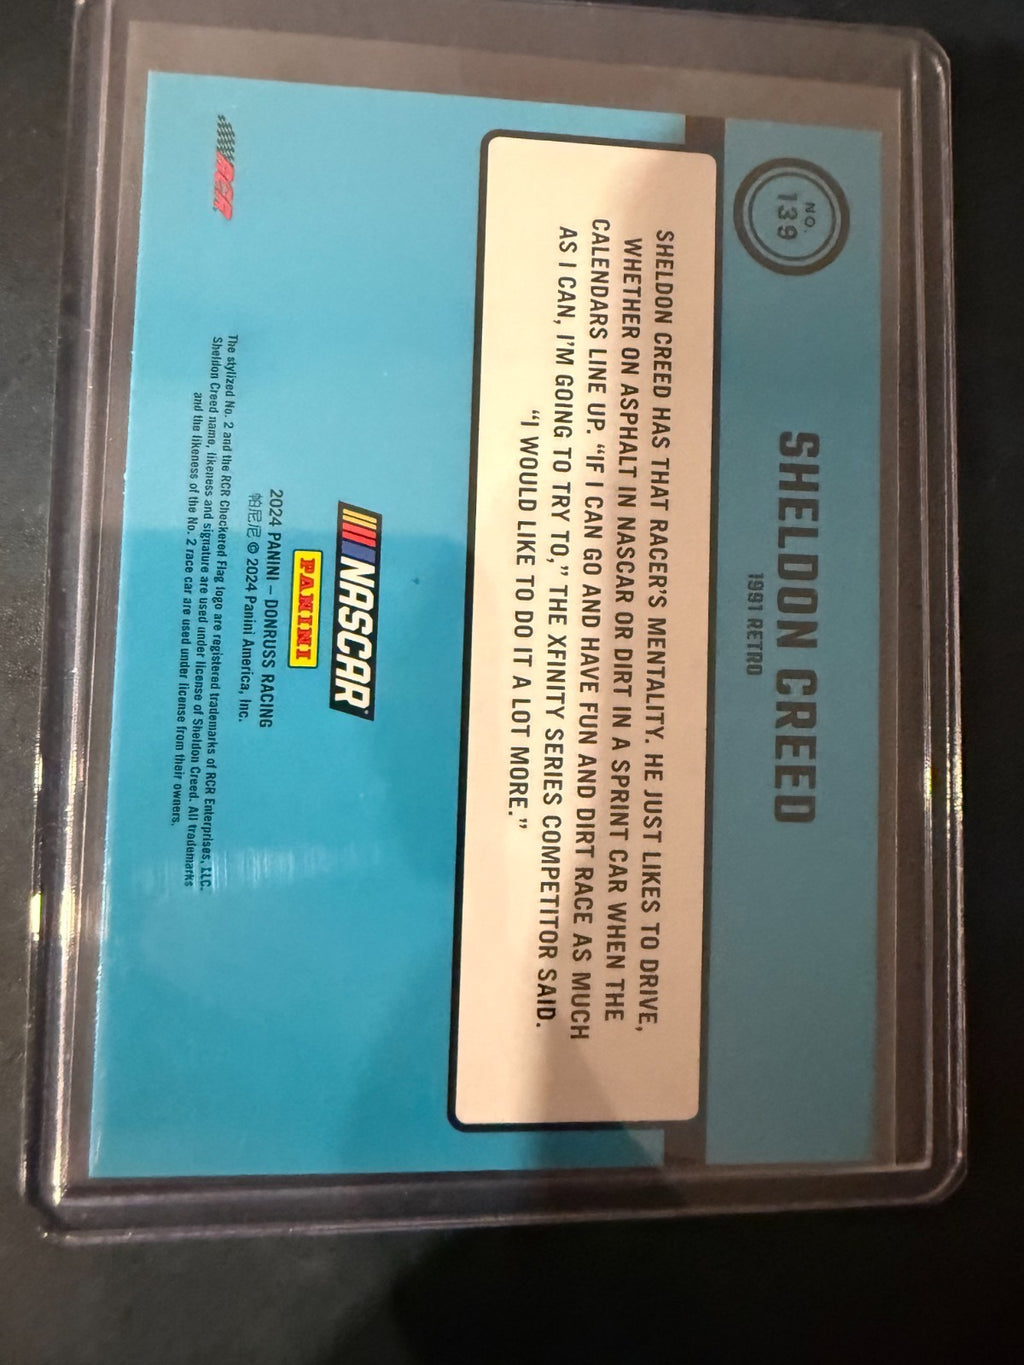 NO.
139
SHELDON CREED
1991 RETRO
SHELDON CREED HAS THAT RACER'S MENTALITY. HE JUST LIKES TO DRIVE,
WHETHER ON ASPHALT IN NASCAR OR DIRT IN A SPRINT CAR WHEN THE
CALENDARS LINE UP. “IF I CAN GO AND HAVE FUN AND DIRT RACE AS MUCH
AS I CAN, I'M GOING TO TRY TO,” THE XFINITY SERIES COMPETITOR SAID.
“I WOULD LIKE TO DO IT A LOT MORE.”
NASCAR
PANINI
2024 PANINI – DONRUSS RACING
帕尼尼 © 2024 Panini America, Inc.
RCR
The stylized No. 2 and the RCR Checkered Flag logo are registered trademarks of RCR Enterprises, LLC.
Sheldon Creed name, likeness and signature are used under license of Sheldon Creed. All trademarks
and the likeness of the No. 2 race car are used under license from their owners.